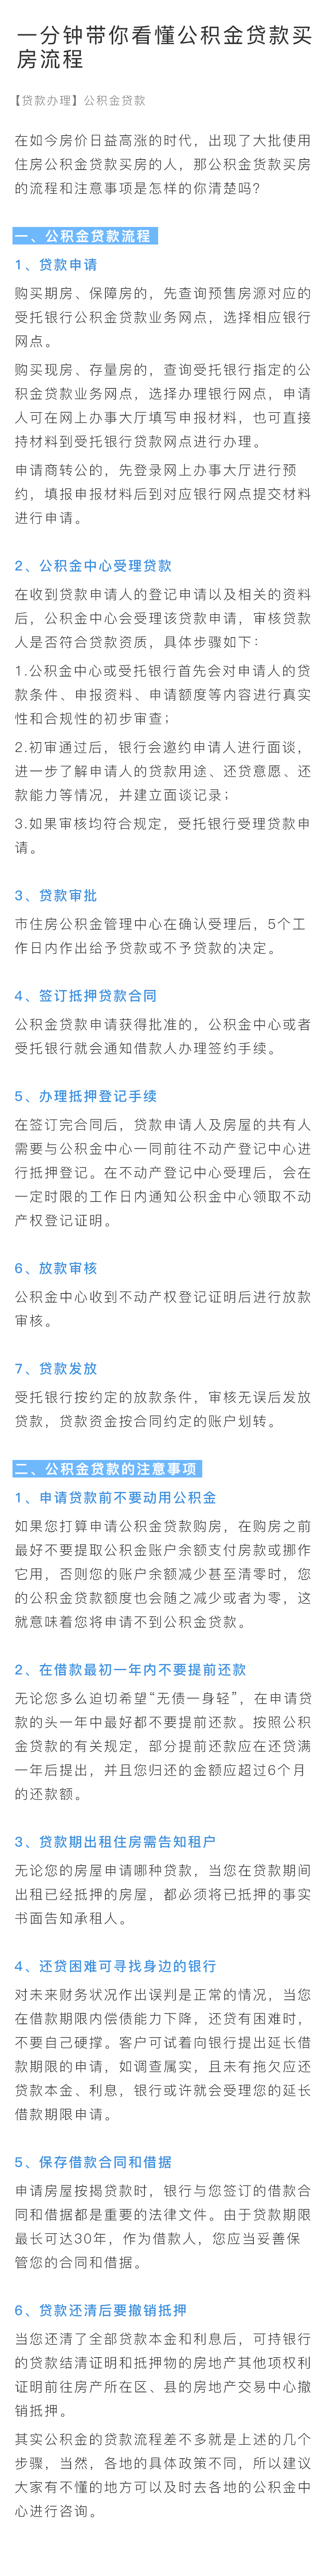 一分钟带你看懂公积金贷款买
房流程
【贷款办理】公积金贷款
在如今房价日益高涨的时代，出现了大批使用
住房公积金贷款买房的人，那公积金货款买房
的流程和注意事项是怎样的你清楚吗?
一、公积金贷款流程
1、贷款申请
购买期房、保障房的，先查询预售房源对应的
受托银行公积金贷款业务网点，选择相应银行
网点。
购买现房、存量房的，查询受托银行指定的公
积金贷款业务网点，选择办理银行网点，申请
人可在网上办事大厅填写申报材料，也可直接
持材料到受托银行贷款网点进行办理。
申请商转公的，先登录网上办事大厅进行预
约，填报申报材料后到对应银行网点提交材料
进行申请。
2、公积金中心受理贷款
在收到贷款申请人的登记申请以及相关的资料
后，公积金中心会受理该贷款申请，审核贷款
人是否符合贷款资质，具体步骤如下：
1.公积金中心或受托银行首先会对申请人的贷
款条件、申报资料、申请额度等内容进行真实
性和合规性的初步审查；
2.初审通过后，银行会邀约申请人进行面谈，
进一步了解申请人的贷款用途、还贷意愿、还
款能力等情况，并建立面谈记录；
3.如果审核均符合规定，受托银行受理贷款申
请。
3、贷款审批
市住房公积金管理中心在确认受理后，5个工
作日内作出给予贷款或不予贷款的决定。
4、签订抵押贷款合同
公积金贷款申请获得批准的，公积金中心或者
受托银行就会通知借款人办理签约手续。
5、办理抵押登记手续
在签订完合同后，贷款申请人及房屋的共有人
需要与公积金中心一同前往不动产登记中心进
行抵押登记。在不动产登记中心受理后，会在
一定时限的工作日内通知公积金中心领取不动
产权登记证明。
6、放款审核
公积金中心收到不动产权登记证明后进行放款
审核。
7、贷款发放
受托银行按约定的放款条件，审核无误后发放
贷款，贷款资金按合同约定的账户划转。
二、公积金贷款的注意事项
1、申请贷款前不要动用公积金
如果您打算申请公积金贷款购房，在购房之前
最好不要提取公积金账户余额支付房款或挪作
它用，否则您的账户余额减少甚至清零时，您
的公积金贷款额度也会随之减少或者为零，这
就意味着您将申请不到公积金贷款。
2、在借款最初一年内不要提前还款
无论您多么迫切希望“无债一身轻”，在申请贷
款的头一年中最好都不要提前还款。按照公积
金贷款的有关规定，部分提前还款应在还贷满
一年后提出，并且您归还的金额应超过6个月
的还款额。
3、贷款期出租住房需告知租户
无论您的房屋申请哪种贷款，当您在贷款期间
出租已经抵押的房屋，都必须将已抵押的事实
书面告知承租人。
4、还贷困难可寻找身边的银行
对未来财务状况作出误判是正常的情况，当您
在借款期限内偿债能力下降，还贷有困难时，
不要自己硬撑。客户可试着向银行提出延长借
款期限的申请，如调查属实，且未有拖欠应还
贷款本金、利息，银行或许就会受理您的延长
借款期限申请。
5、保存借款合同和借据
申请房屋按揭贷款时，银行与您签订的借款合
同和借据都是重要的法律文件。由于贷款期限
最长可达30年，作为借款人，您应当妥善保
管您的合同和借据。
6、贷款还清后要撤销抵押
当您还清了全部贷款本金和利息后，可持银行
的贷款结清证明和抵押物的房地产其他项权利
证明前往房产所在区、县的房地产交易中心撤
销抵押。
其实公积金的贷款流程差不多就是上述的几个
步骤，当然，各地的具体政策不同，所以建议
大家有不懂的地方可以及时去各地的公积金中
心进行咨询。